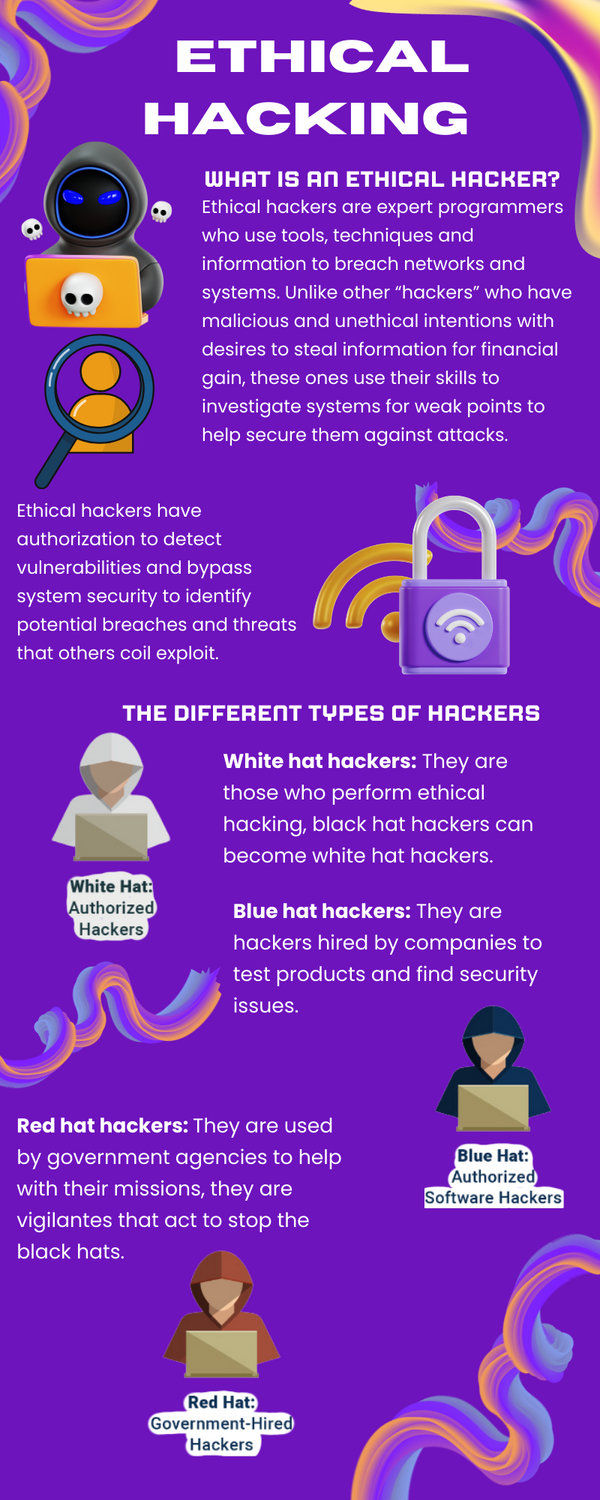 ETHICAL
HACKING
WHAT IS AN ETHICAL HACKER?
Ethical hackers are expert programmers
who use tools, techniques and
information to breach networks and
systems. Unlike other “hackers” who have
malicious and unethical intentions with
desires to steal information for financial
gain, these ones use their skills to
investigate systems for weak points to
help secure them against attacks.
Ethical hackers have
authorization to detect
vulnerabilities and bypass
system security to identify
potential breaches and threats
that others coil exploit.
THE DIFFERENT TYPES OF HACKERS
White hat hackers: They are
those who perform ethical
hacking, black hat hackers can
become white hat hackers.
White Hat:
Authorized
Hackers
Blue hat hackers: They are
hackers hired by companies to
test products and find security
issues.
Blue Hat:
Authorized
Software Hackers
Red hat hackers: They are used
by government agencies to help
with their missions, they are
vigilantes that act to stop the
black hats.
Red Hat:
Government-Hired
Hackers